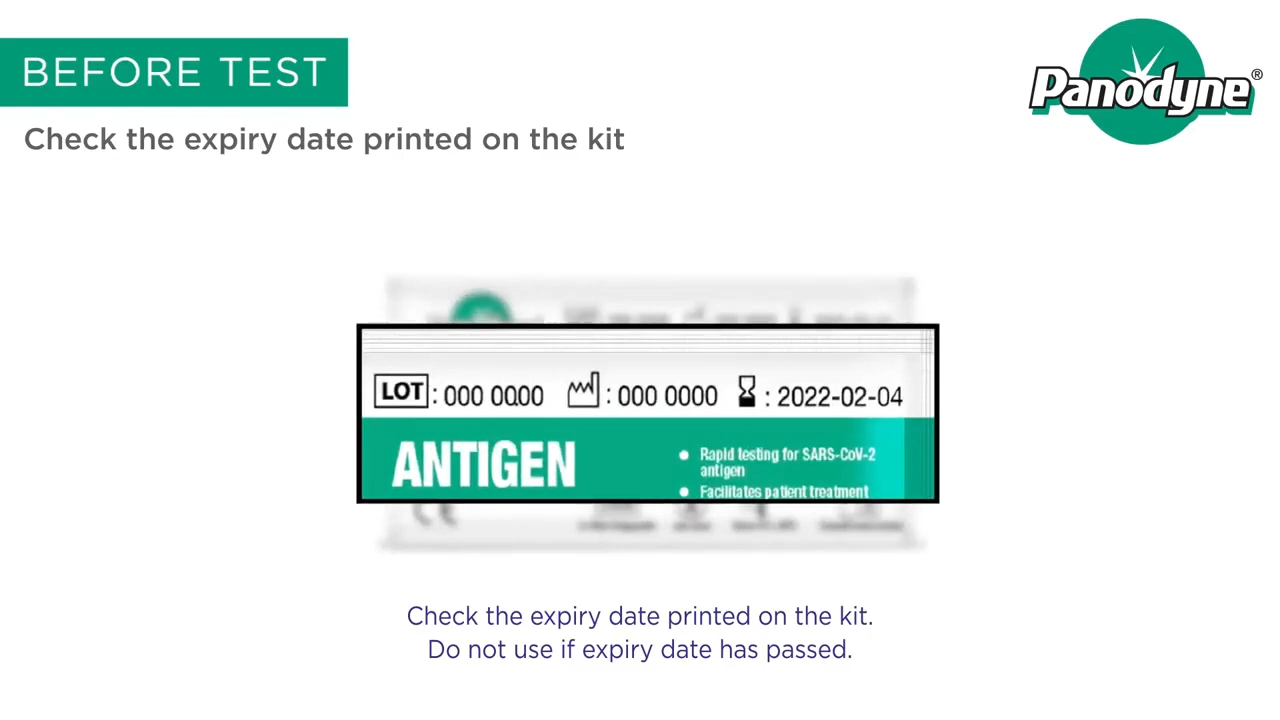 BEFORE TEST
Panodyne®
Check the expiry date printed on the kit
LOT : 000 0000 : 000 0000 : 2022-02-04
ANTIGEN
Rapid testing for SARS-CoV-2
antigen
Facilitates patient treatment
CE
Check the expiry date printed on the kit.
Do not use if expiry date has passed.